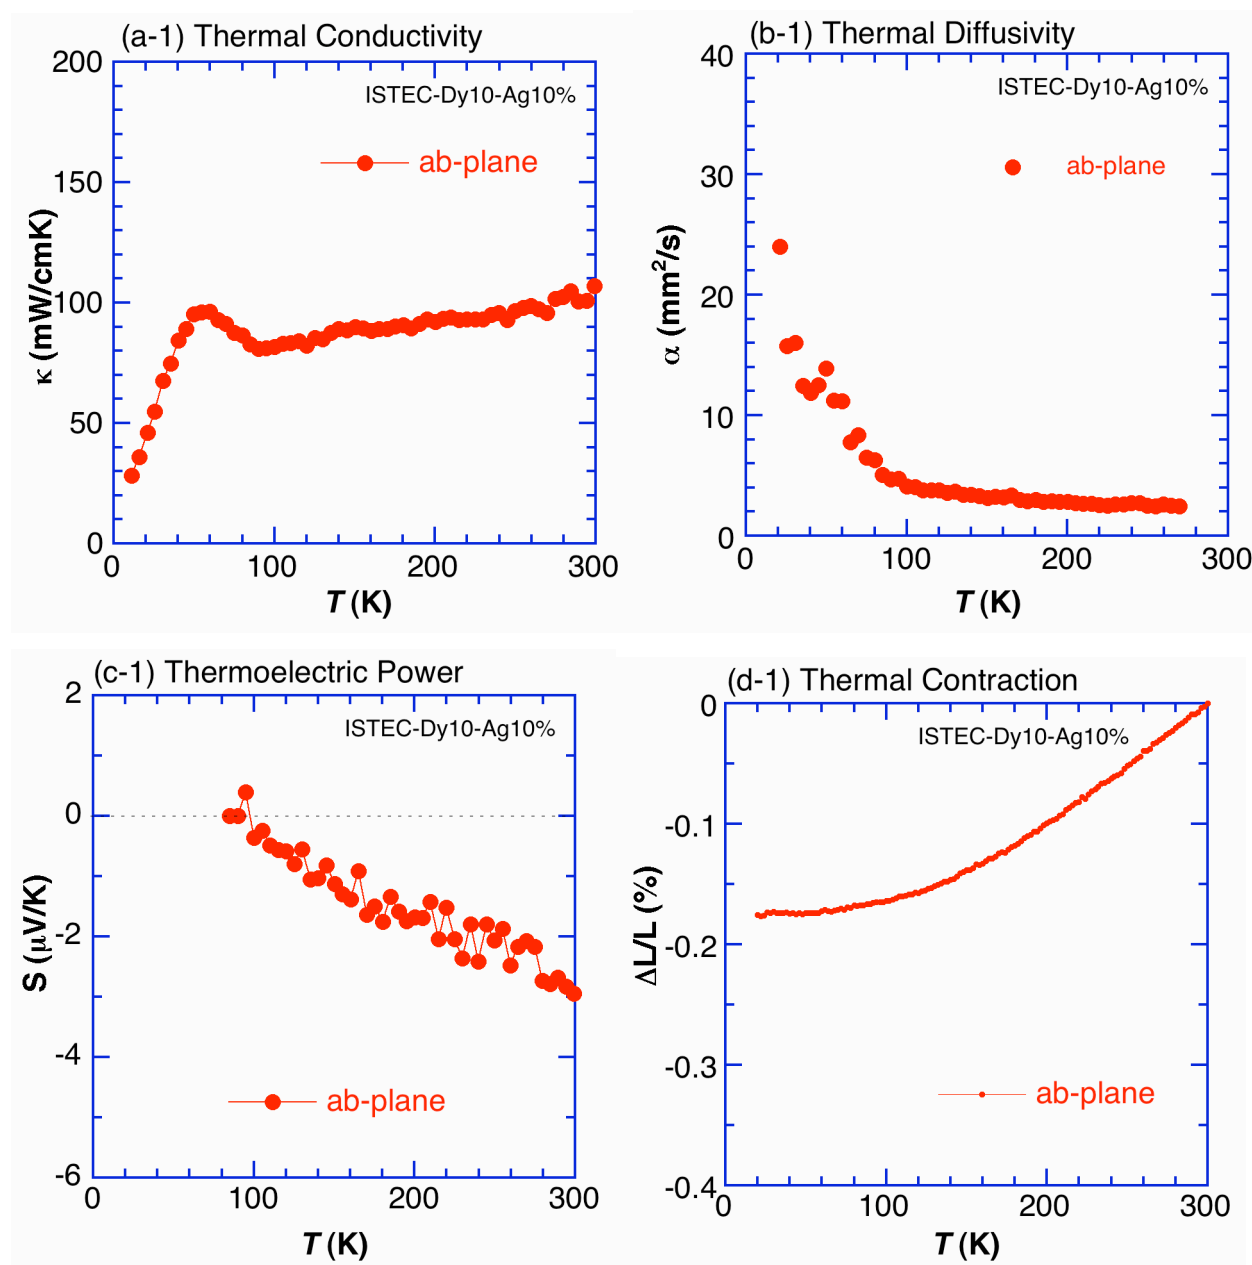 (a-1) Thermal Conductivity
200
150
100
50
0
κ (mW/cmK)
ISTEC-Dy10-Ag10%
ab-plane
0 100 200 300
T (K)
(b-1) Thermal Diffusivity
40
30
20
10
0
α (mm²/s)
ISTEC-Dy10-Ag10%
ab-plane
0 100 200 300
T (K)
(c-1) Thermoelectric Power
2
0
-2
-4
-6
S (μV/K)
ISTEC-Dy10-Ag10%
ab-plane
0 100 200 300
T (K)
(d-1) Thermal Contraction
0
-0.1
-0.2
-0.3
-0.4
ΔL/L (%)
ISTEC-Dy10-Ag10%
ab-plane
0 100 200 300
T (K)